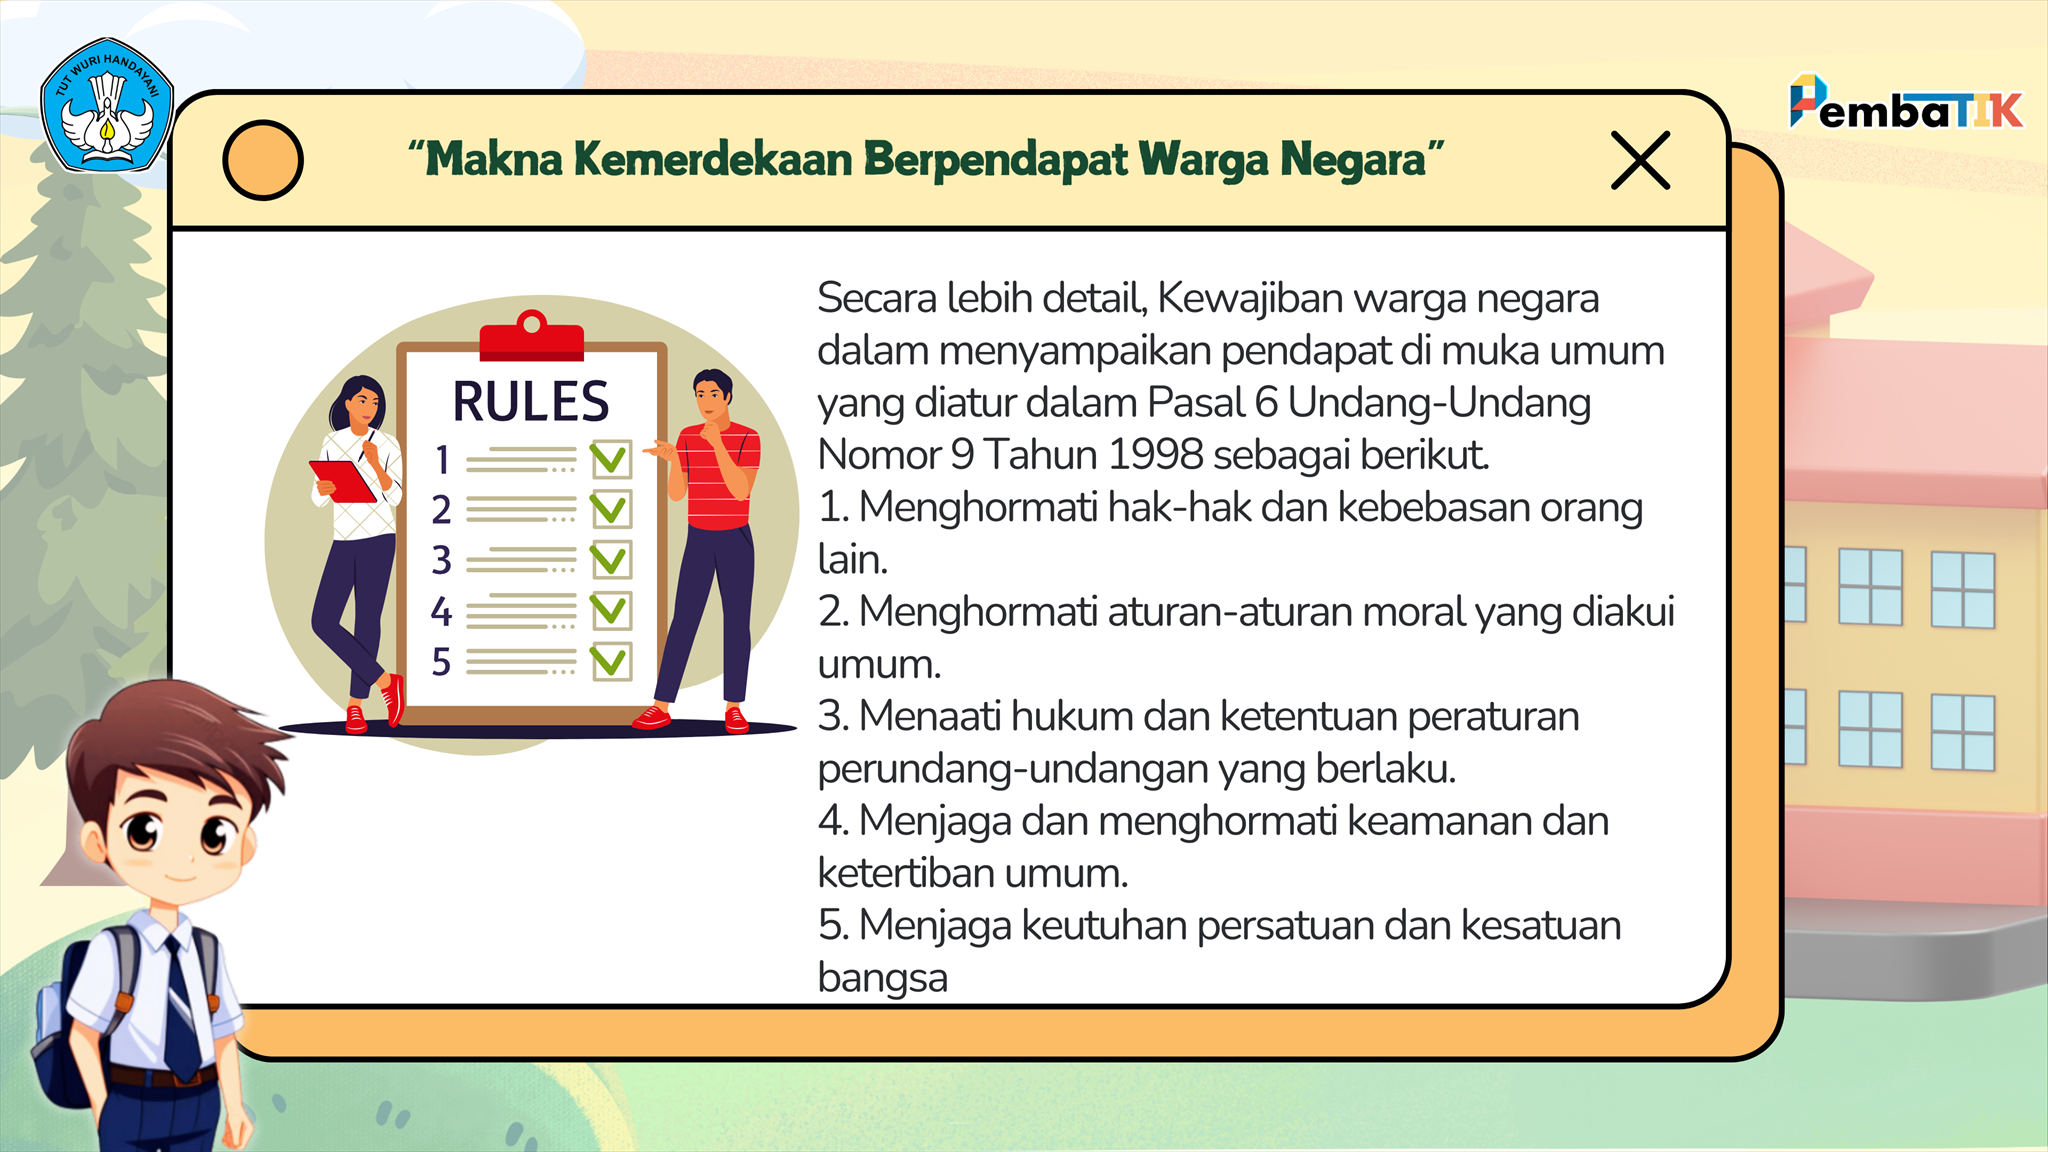 TUT WURI HANDAYANI
PembaTIK
“Makna Kemerdekaan Berpendapat Warga Negara”
RULES
1
2
3
4
5
Secara lebih detail, Kewajiban warga negara
dalam menyampaikan pendapat di muka umum
yang diatur dalam Pasal 6 Undang-Undang
Nomor 9 Tahun 1998 sebagai berikut.
1. Menghormati hak-hak dan kebebasan orang
lain.
2. Menghormati aturan-aturan moral yang diakui
umum.
3. Menaati hukum dan ketentuan peraturan
perundang-undangan yang berlaku.
4. Menjaga dan menghormati keamanan dan
ketertiban umum.
5. Menjaga keutuhan persatuan dan kesatuan
bangsa